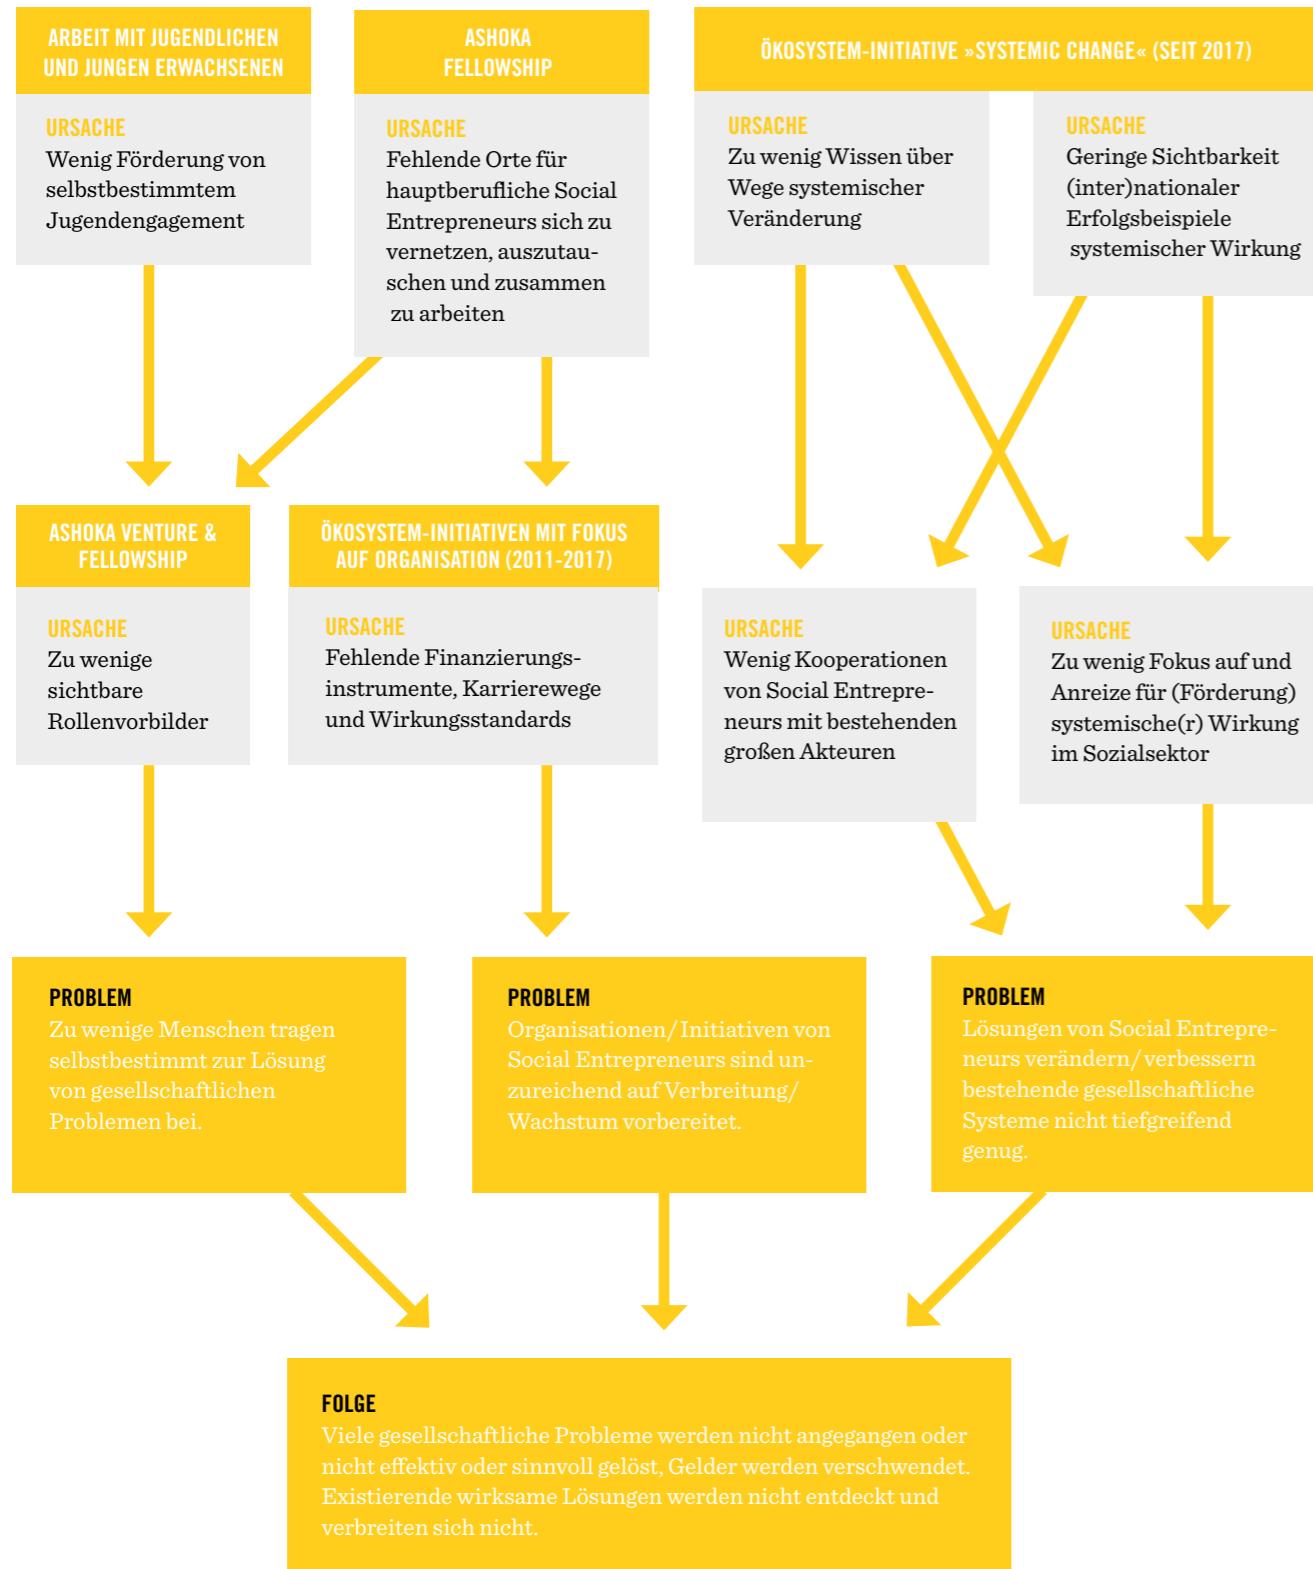 ARBEIT MIT JUGENDLICHEN
UND JUNGEN ERWACHSENEN
URSACHE
Wenig Förderung von
selbstbestimmtem
Jugendengagement
ASHOKA
FELLOWSHIP
URSACHE
Fehlende Orte für
hauptberufliche Social
Entrepreneurs sich zu
vernetzen, auszutau-
schen und zusammen
zu arbeiten
ÖKOSYSTEM-INITIATIVE »SYSTEMIC CHANGE« (SEIT 2017)
URSACHE
Zu wenig Wissen über
Wege systemischer
Veränderung
URSACHE
Geringe Sichtbarkeit
(inter)nationaler
Erfolgsbeispiele
systemischer Wirkung
ASHOKA VENTURE &
FELLOWSHIP
URSACHE
Zu wenige
sichtbare
Rollenvorbilder
ÖKOSYSTEM-INITIATIVEN MIT FOKUS
AUF ORGANISATION (2011-2017)
URSACHE
Fehlende Finanzierungs-
instrumente, Karrierewege
und Wirkungsstandards
URSACHE
Wenig Kooperationen
von Social Entrepre-
neurs mit bestehenden
großen Akteuren
URSACHE
Zu wenig Fokus auf und
Anreize für (Förderung)
systemische(r) Wirkung
im Sozialsektor
PROBLEM
Zu wenige Menschen tragen
selbstbestimmt zur Lösung
von gesellschaftlichen
Problemen bei.
PROBLEM
Organisationen/Initiativen von
Social Entrepreneurs sind un-
zureichend auf Verbreitung/
Wachstum vorbereitet.
PROBLEM
Lösungen von Social Entrepre-
neurs verändern/verbessern
bestehende gesellschaftliche
Systeme nicht tiefgreifend
genug.
FOLGE
Viele gesellschaftliche Probleme werden nicht angegangen oder
nicht effektiv oder sinnvoll gelöst, Gelder werden verschwendet.
Existierende wirksame Lösungen werden nicht entdeckt und
verbreiten sich nicht.